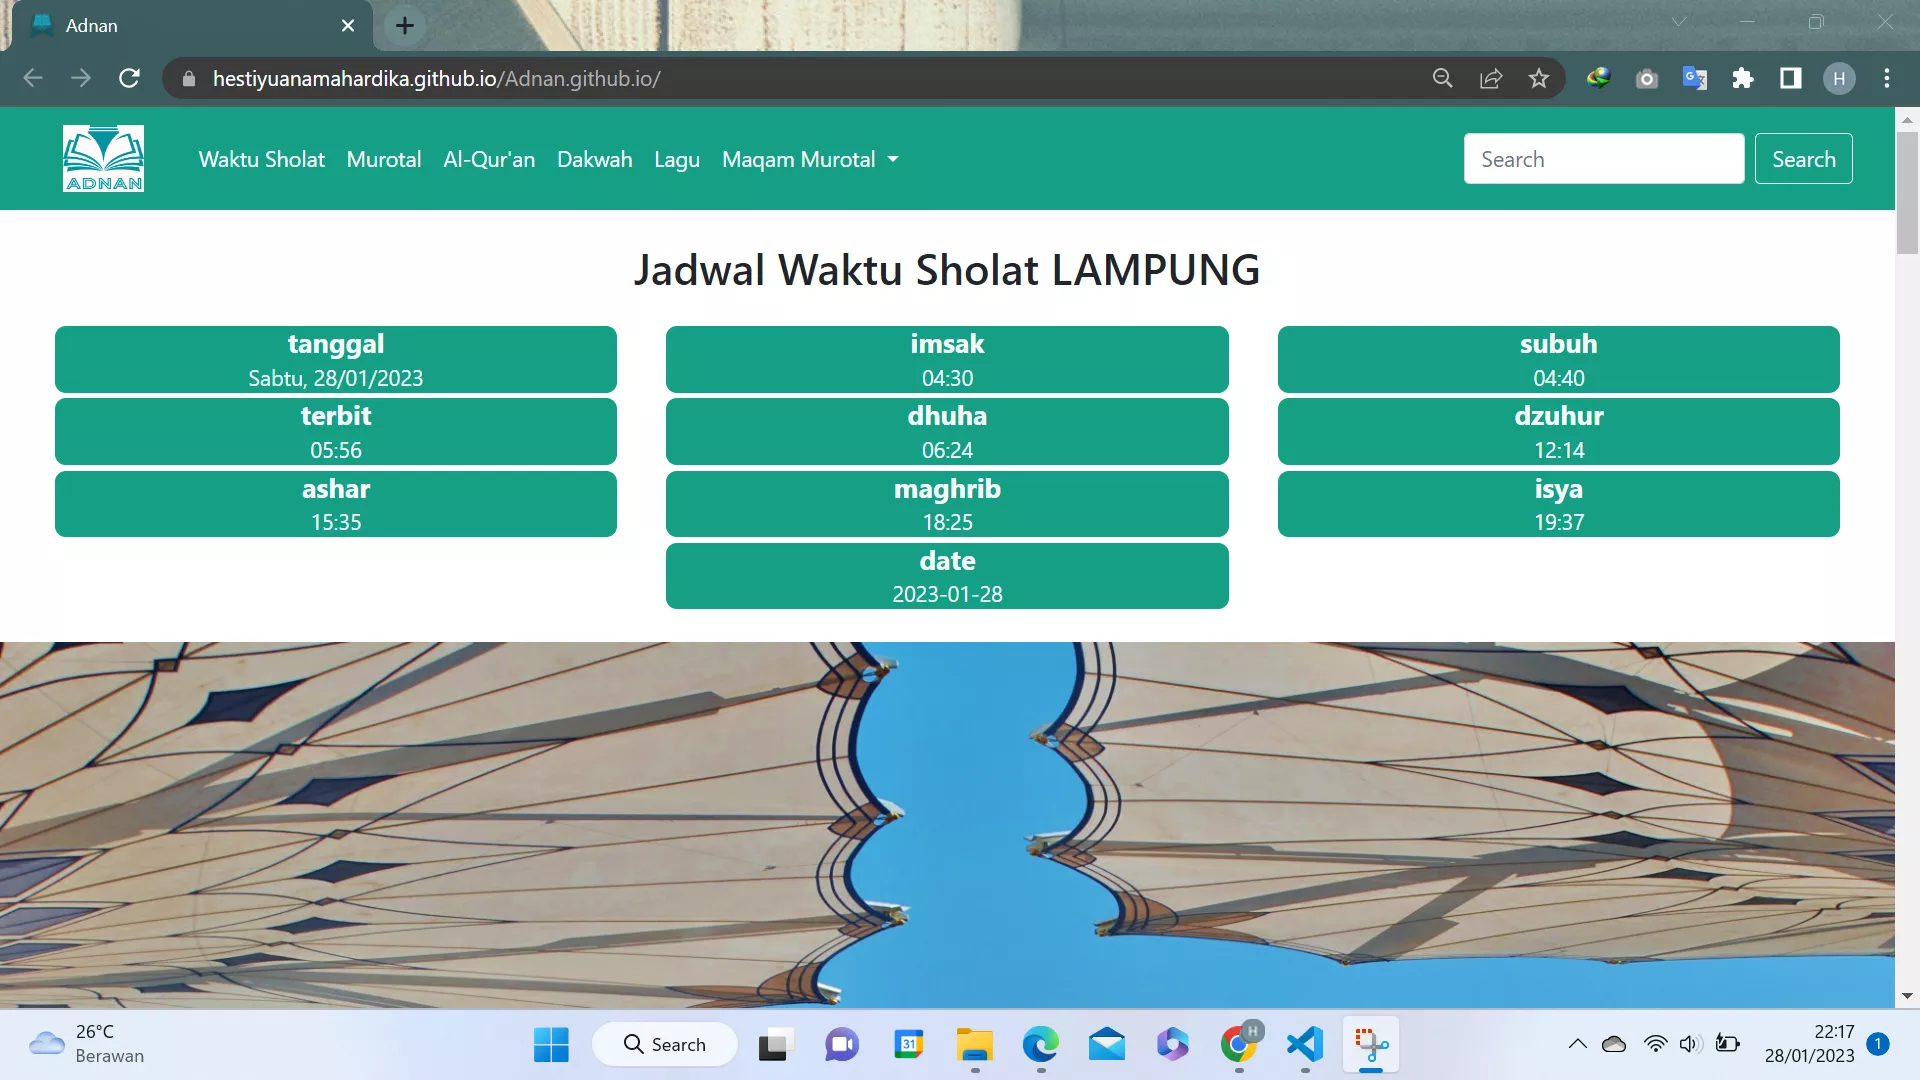 Adnan
hestiyuanamahardika.github.io/Adnan.github.io/
H
ADNAN
Waktu Sholat Murotal Al-Qur'an Dakwah Lagu Maqam Murotal
Search
Search
Jadwal Waktu Sholat LAMPUNG
tanggal
Sabtu, 28/01/2023
imsak
04:30
subuh
04:40
terbit
05:56
dhuha
06:24
dzuhur
12:14
ashar
15:35
maghrib
18:25
isya
19:37
date
2023-01-28
26°C
Berawan
Search
31
H
22:17
28/01/2023
1